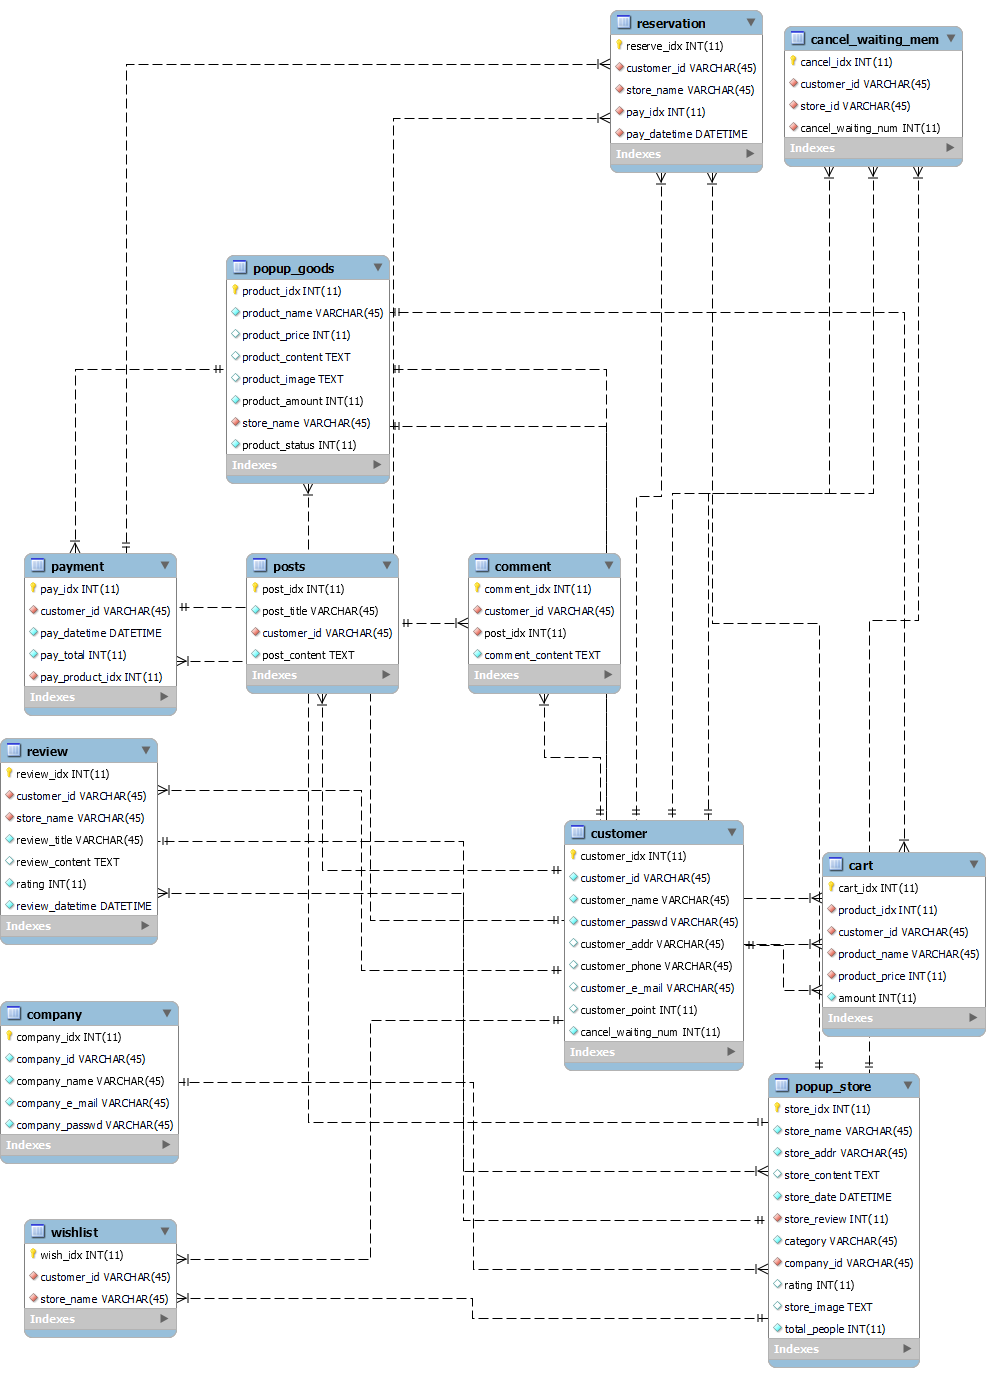 reservation
reserve_idx INT(11)
customer_id VARCHAR(45)
store_name VARCHAR(45)
pay_idx INT(11)
pay_datetime DATETIME
Indexes
cancel_waiting_mem
cancel_idx INT(11)
customer_id VARCHAR(45)
store_id VARCHAR(45)
cancel_waiting_num INT(11)
Indexes
popup_goods
product_idx INT(11)
product_name VARCHAR(45)
product_price INT(11)
product_content TEXT
product_image TEXT
product_amount INT(11)
store_name VARCHAR(45)
product_status INT(11)
Indexes
payment
pay_idx INT(11)
customer_id VARCHAR(45)
pay_datetime DATETIME
pay_total INT(11)
pay_product_idx INT(11)
Indexes
posts
post_idx INT(11)
post_title VARCHAR(45)
customer_id VARCHAR(45)
post_content TEXT
Indexes
comment
comment_idx INT(11)
customer_id VARCHAR(45)
post_idx INT(11)
comment_content TEXT
Indexes
review
review_idx INT(11)
customer_id VARCHAR(45)
store_name VARCHAR(45)
review_title VARCHAR(45)
review_content TEXT
rating INT(11)
review_datetime DATETIME
Indexes
customer
customer_idx INT(11)
customer_id VARCHAR(45)
customer_name VARCHAR(45)
customer_passwd VARCHAR(45)
customer_addr VARCHAR(45)
customer_phone VARCHAR(45)
customer_e_mail VARCHAR(45)
customer_point INT(11)
cancel_waiting_num INT(11)
Indexes
cart
cart_idx INT(11)
product_idx INT(11)
customer_id VARCHAR(45)
product_name VARCHAR(45)
product_price INT(11)
amount INT(11)
Indexes
company
company_idx INT(11)
company_id VARCHAR(45)
company_name VARCHAR(45)
company_e_mail VARCHAR(45)
company_passwd VARCHAR(45)
Indexes
popup_store
store_idx INT(11)
store_name VARCHAR(45)
store_addr VARCHAR(45)
store_content TEXT
store_date DATETIME
store_review INT(11)
category VARCHAR(45)
company_id VARCHAR(45)
rating INT(11)
store_image TEXT
total_people INT(11)
Indexes
wishlist
wish_idx INT(11)
customer_id VARCHAR(45)
store_name VARCHAR(45)
Indexes